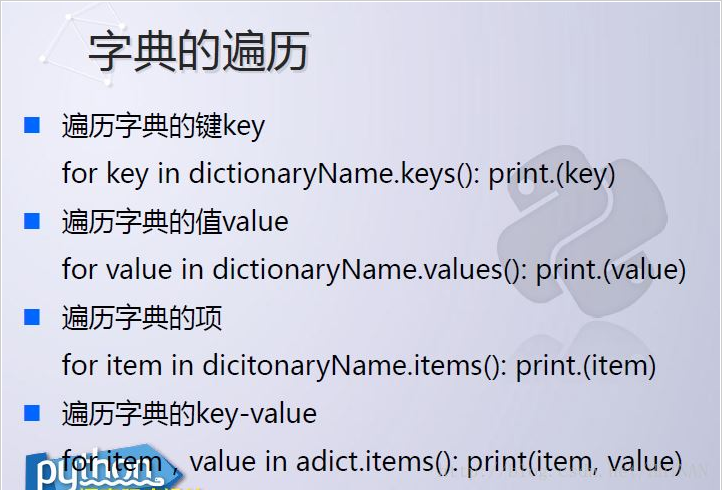 字典的遍历
遍历字典的键key
for key in dictionaryName.keys(): print.(key)
遍历字典的值value
for value in dictionaryName.values(): print.(value)
遍历字典的项
for item in dicitonaryName.items(): print.(item)
遍历字典的key-value
for item , value in adict.items(): print(item, value)
python